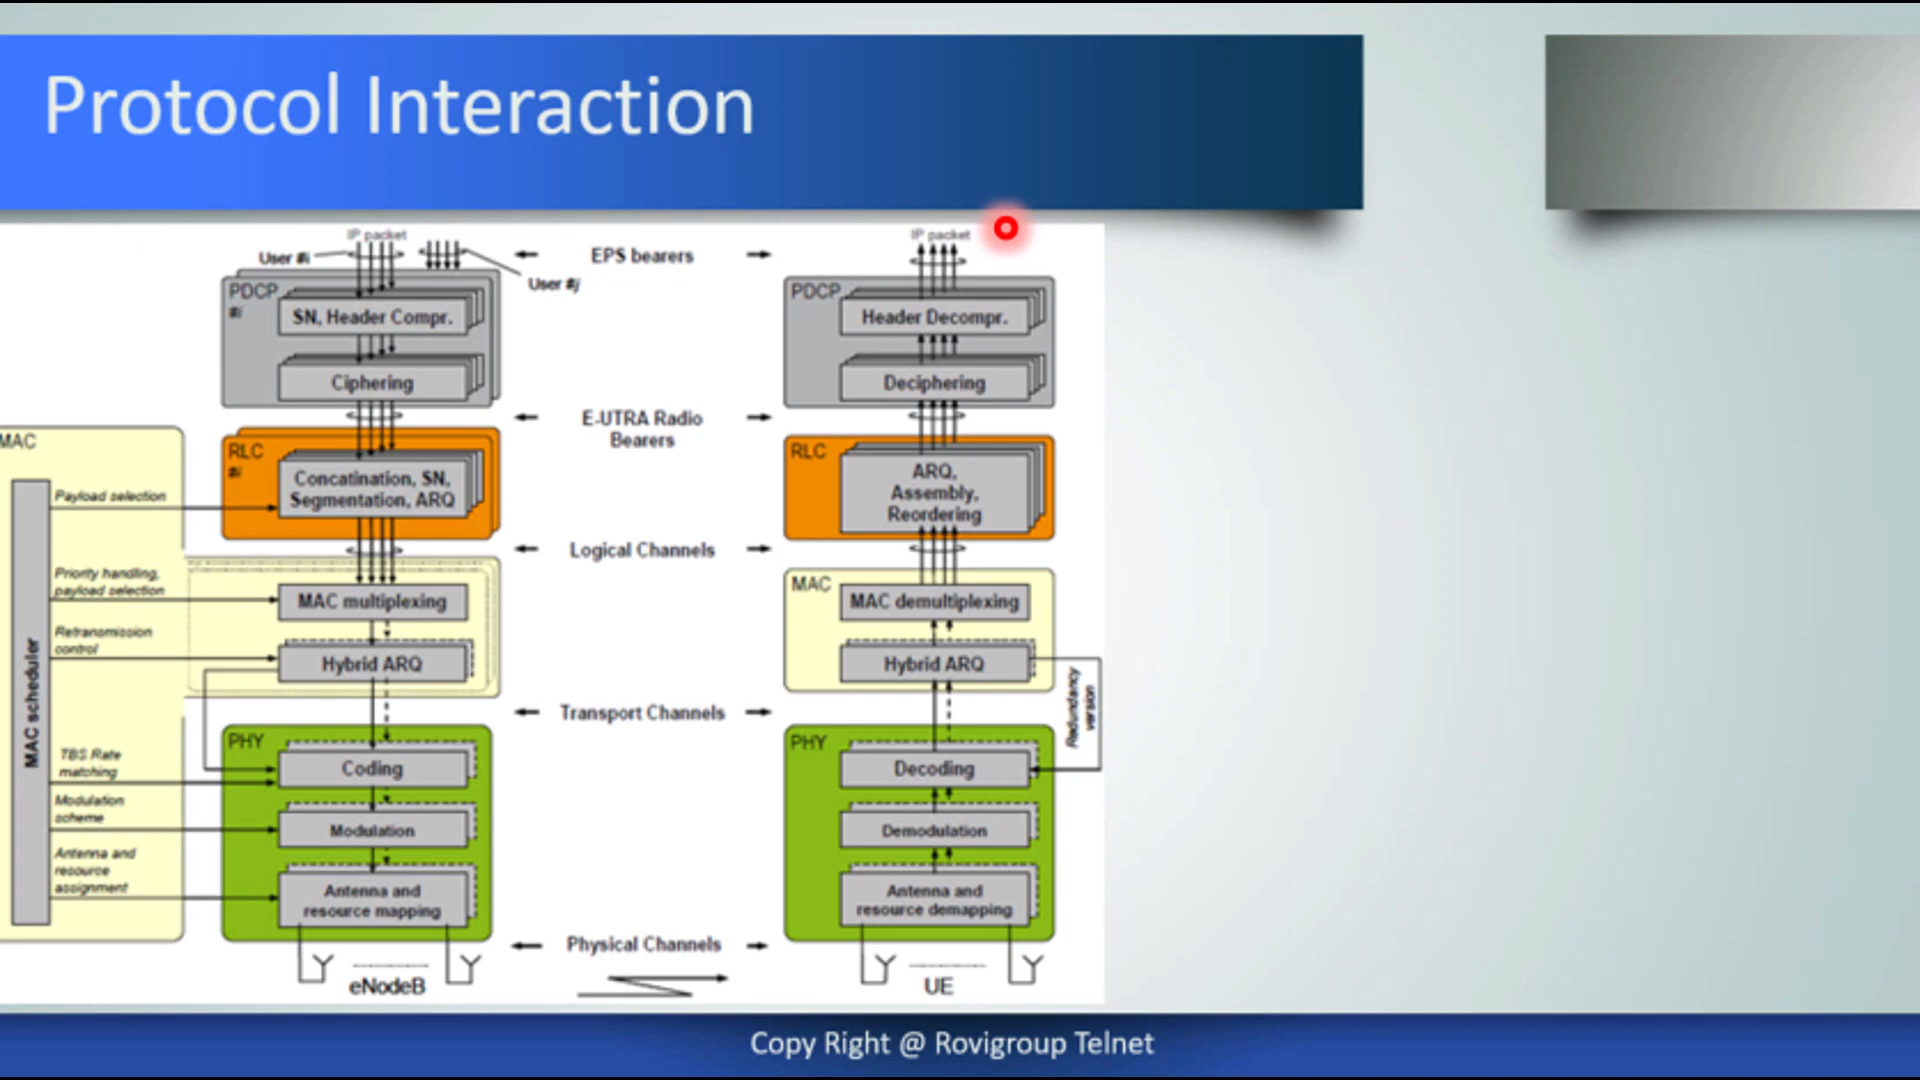 Protocol Interaction
IP packet
User #i
User #j
EPS bearers
IP packet
PDCP
#i
SN, Header Compr.
Ciphering
PDCP
Header Decompr.
Deciphering
E-UTRA Radio
Bearers
MAC
MAC scheduler
Payload selection
Priority handling,
payload selection
Retransmission
control
TBS Rate
matching
Modulation
scheme
Antenna and
resource
assignment
RLC
#i
Concatination, SN,
Segmentation, ARQ
RLC
ARQ,
Assembly,
Reordering
Logical Channels
MAC multiplexing
Hybrid ARQ
MAC
MAC demultiplexing
Hybrid ARQ
Redundancy
version
Transport Channels
PHY
Coding
Modulation
Antenna and
resource mapping
PHY
Decoding
Demodulation
Antenna and
resource demapping
Physical Channels
eNodeB
UE
Copy Right @ Rovigroup Telnet